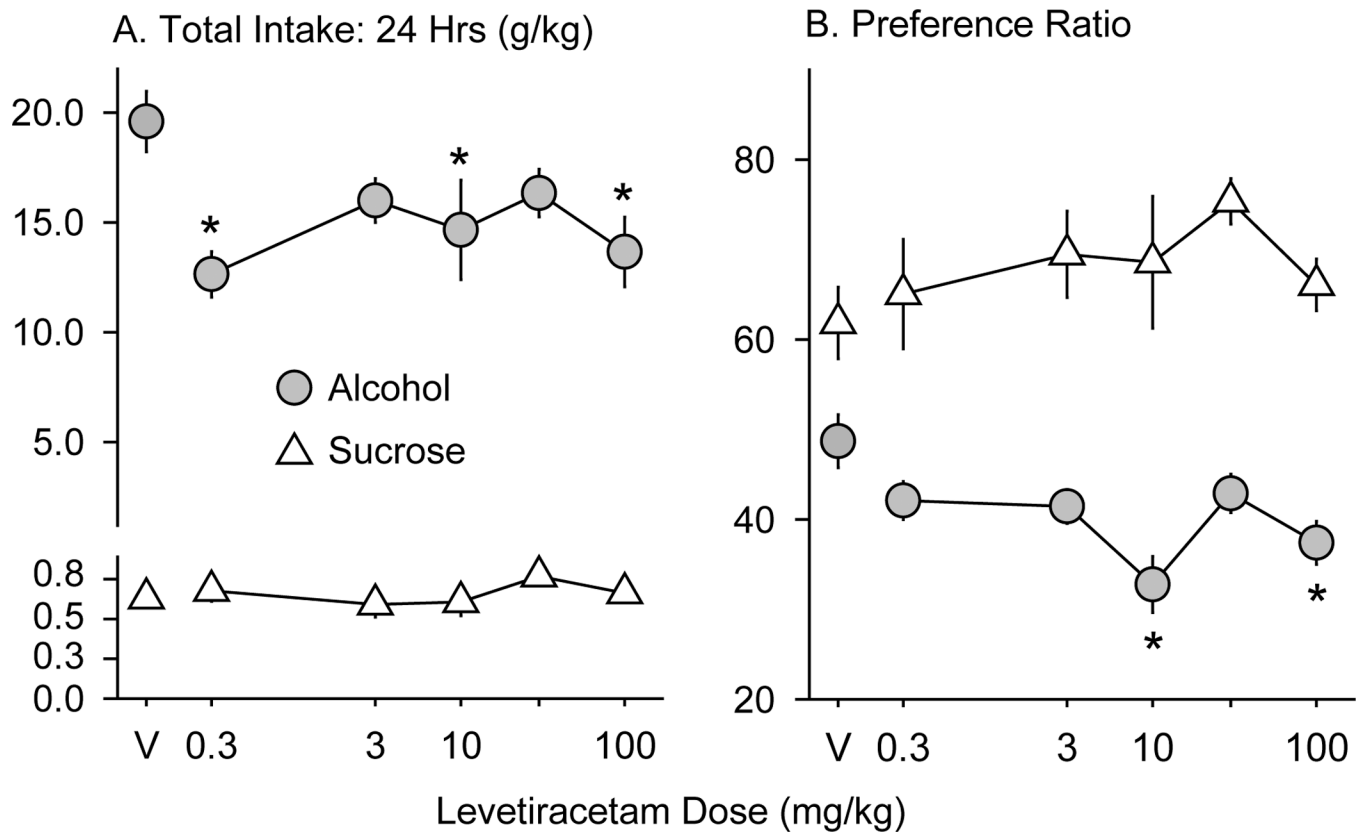 A. Total Intake: 24 Hrs (g/kg)
20.0
*
*
*
15.0
10.0
Alcohol
5.0
Sucrose
0.8
0.5
0.3
0.0
V 0.3 3 10 100
B. Preference Ratio
80
60
40
*
*
20
V 0.3 3 10 100
Levetiracetam Dose (mg/kg)